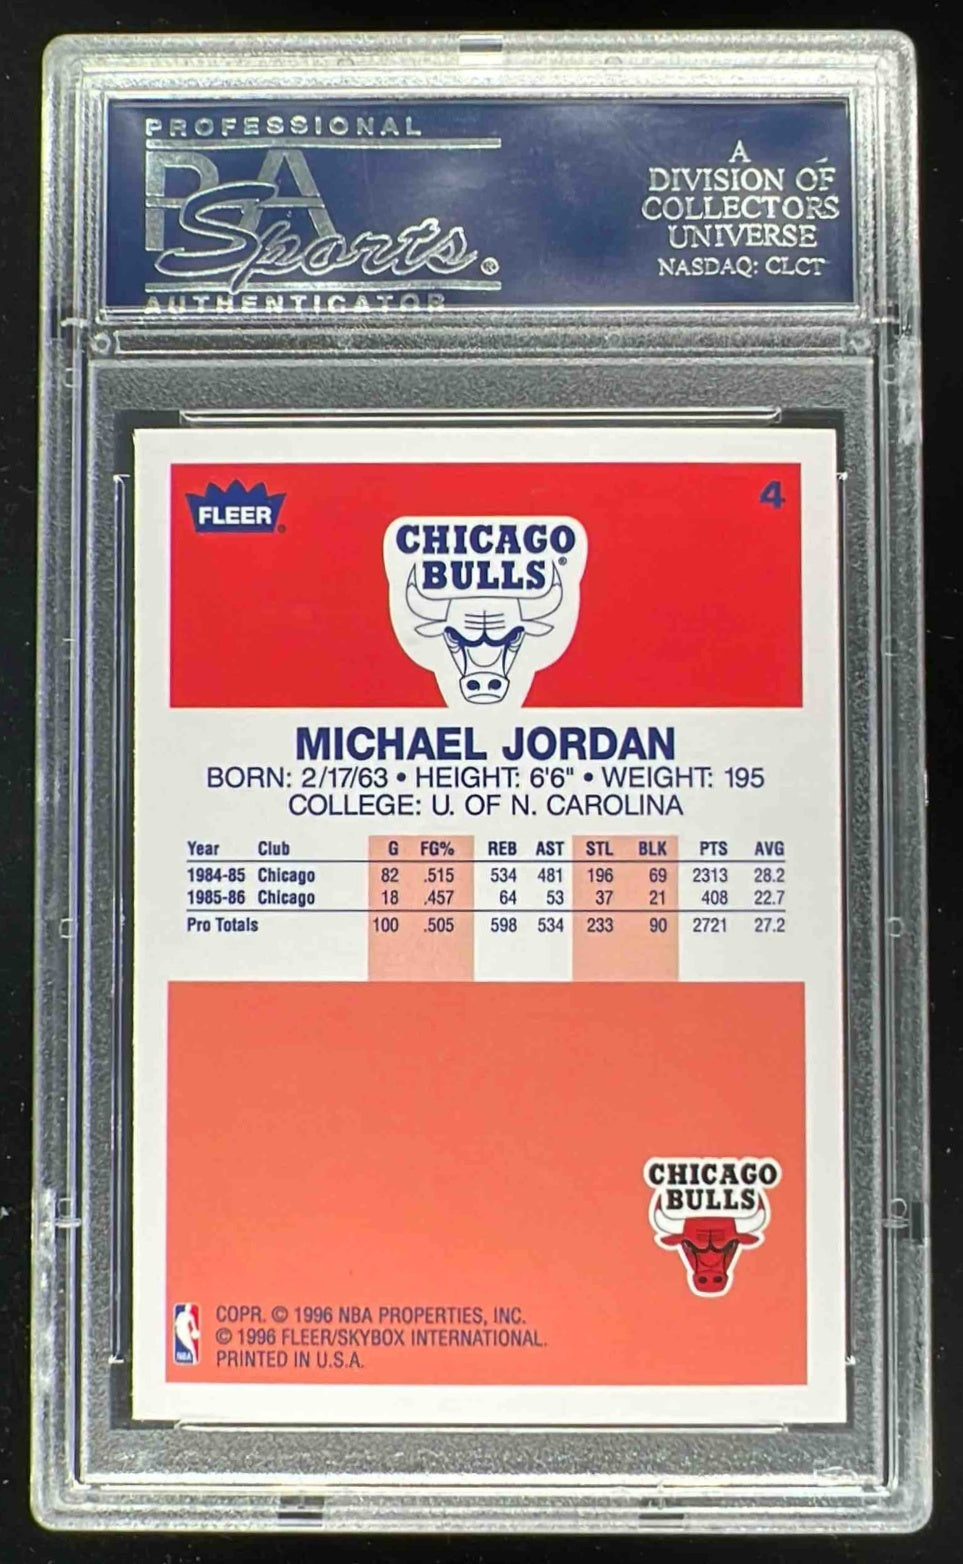 PROFESSIONAL
PSA
Sports®
AUTHENTICATOR
A
DIVISION OF
COLLECTORS
UNIVERSE
NASDAQ: CLCT
FLEER®
4
CHICAGO
BULLS®
MICHAEL JORDAN
BORN: 2/17/63 • HEIGHT: 6'6" • WEIGHT: 195
COLLEGE: U. OF N. CAROLINA
Year Club G FG% REB AST STL BLK PTS AVG
1984-85 Chicago 82 .515 534 481 196 69 2313 28.2
1985-86 Chicago 18 .457 64 53 37 21 408 22.7
Pro Totals 100 .505 598 534 233 90 2721 27.2
CHICAGO
BULLS
COPR. © 1996 NBA PROPERTIES, INC.
© 1996 FLEER/SKYBOX INTERNATIONAL.
PRINTED IN U.S.A.
NBA